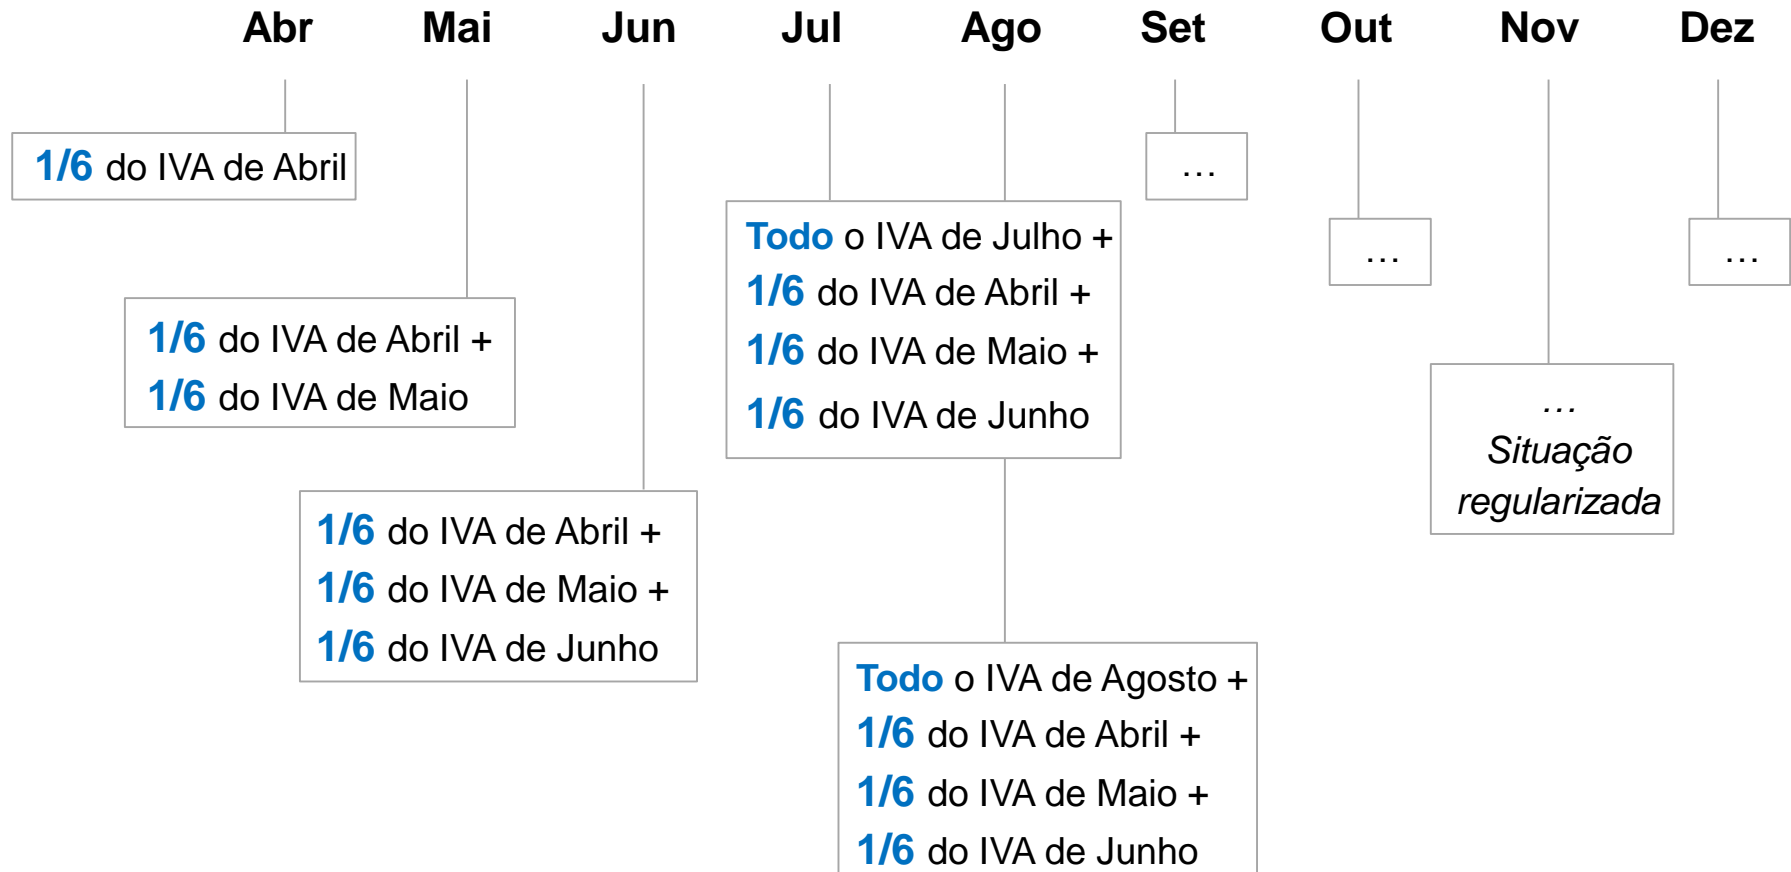 Abr Mai Jun Jul Ago Set Out Nov Dez
1/6 do IVA de Abril
1/6 do IVA de Abril +
1/6 do IVA de Maio
1/6 do IVA de Abril +
1/6 do IVA de Maio +
1/6 do IVA de Junho
Todo o IVA de Julho +
1/6 do IVA de Abril +
1/6 do IVA de Maio +
1/6 do IVA de Junho
Todo o IVA de Agosto +
1/6 do IVA de Abril +
1/6 do IVA de Maio +
1/6 do IVA de Junho
…
…
…
Situação
regularizada
…